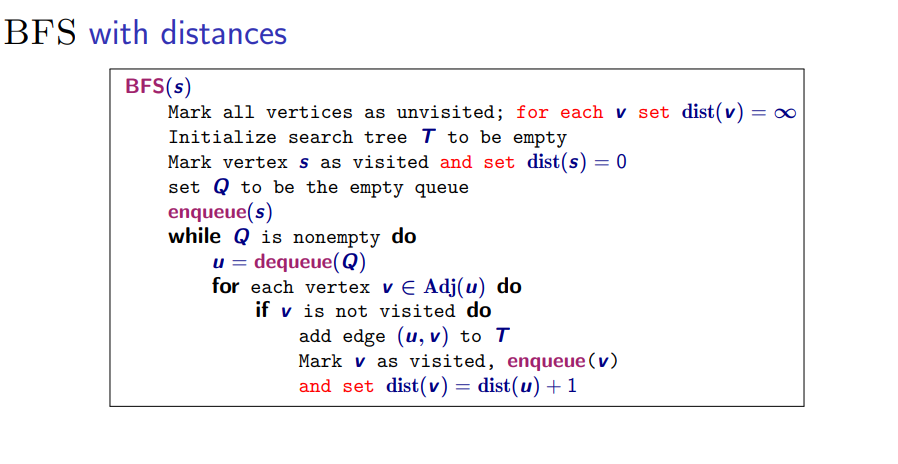 BFS with distances
BFS(s)
Mark all vertices as unvisited; for each v set dist(v) = ∞
Initialize search tree T to be empty
Mark vertex s as visited and set dist(s) = 0
set Q to be the empty queue
enqueue(s)
while Q is nonempty do
u = dequeue(Q)
for each vertex v ∈ Adj(u) do
if v is not visited do
add edge (u, v) to T
Mark v as visited, enqueue(v)
and set dist(v) = dist(u) + 1